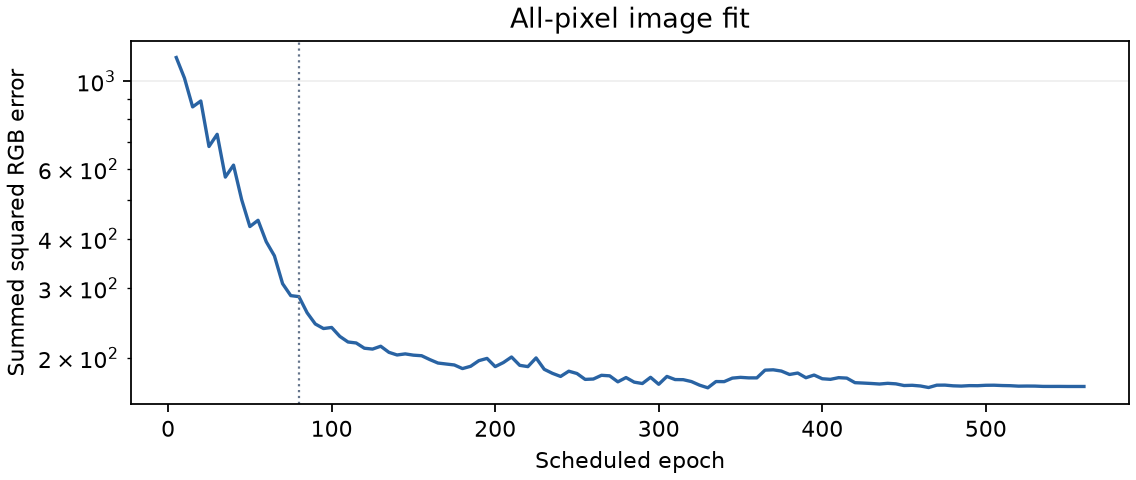 All-pixel image fit
Summed squared RGB error
10³
6 × 10²
4 × 10²
3 × 10²
2 × 10²
0 100 200 300 400 500
Scheduled epoch